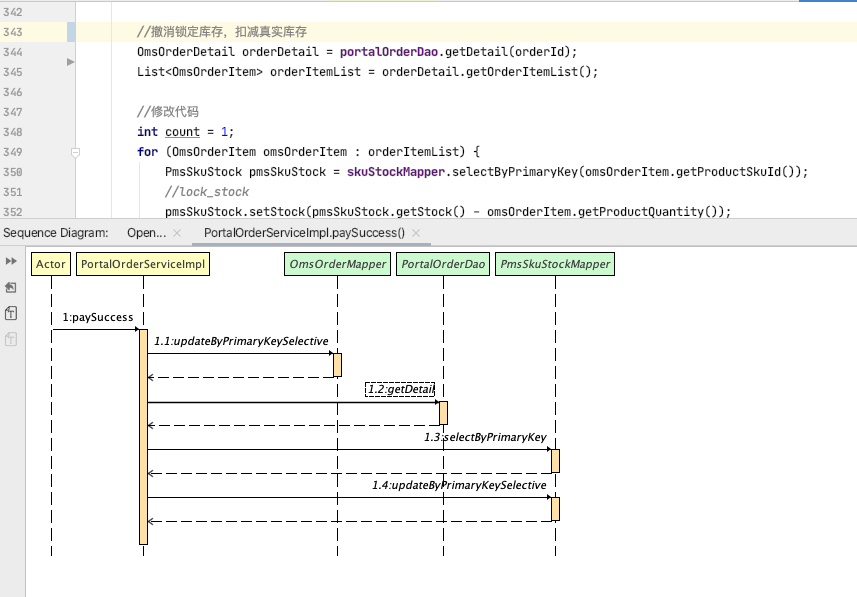 342
343 //撤消锁定库存，扣减真实库存
344 OmsOrderDetail orderDetail = portalOrderDao.getDetail(orderId);
345 List<OmsOrderItem> orderItemList = orderDetail.getOrderItemList();
346
347 //修改代码
348 int count = 1;
349 for (OmsOrderItem omsOrderItem : orderItemList) {
350 PmsSkuStock pmsSkuStock = skuStockMapper.selectByPrimaryKey(omsOrderItem.getProductSkuId());
351 //lock_stock
352 pmsSkuStock.setStock(pmsSkuStock.getStock() - omsOrderItem.getProductQuantity());
Sequence Diagram: Open... PortalOrderServiceImpl.paySuccess()
Actor PortalOrderServiceImpl OmsOrderMapper PortalOrderDao PmsSkuStockMapper
1:paySuccess
1.1:updateByPrimaryKeySelective
1.2:getDetail
1.3:selectByPrimaryKey
1.4:updateByPrimaryKeySelective